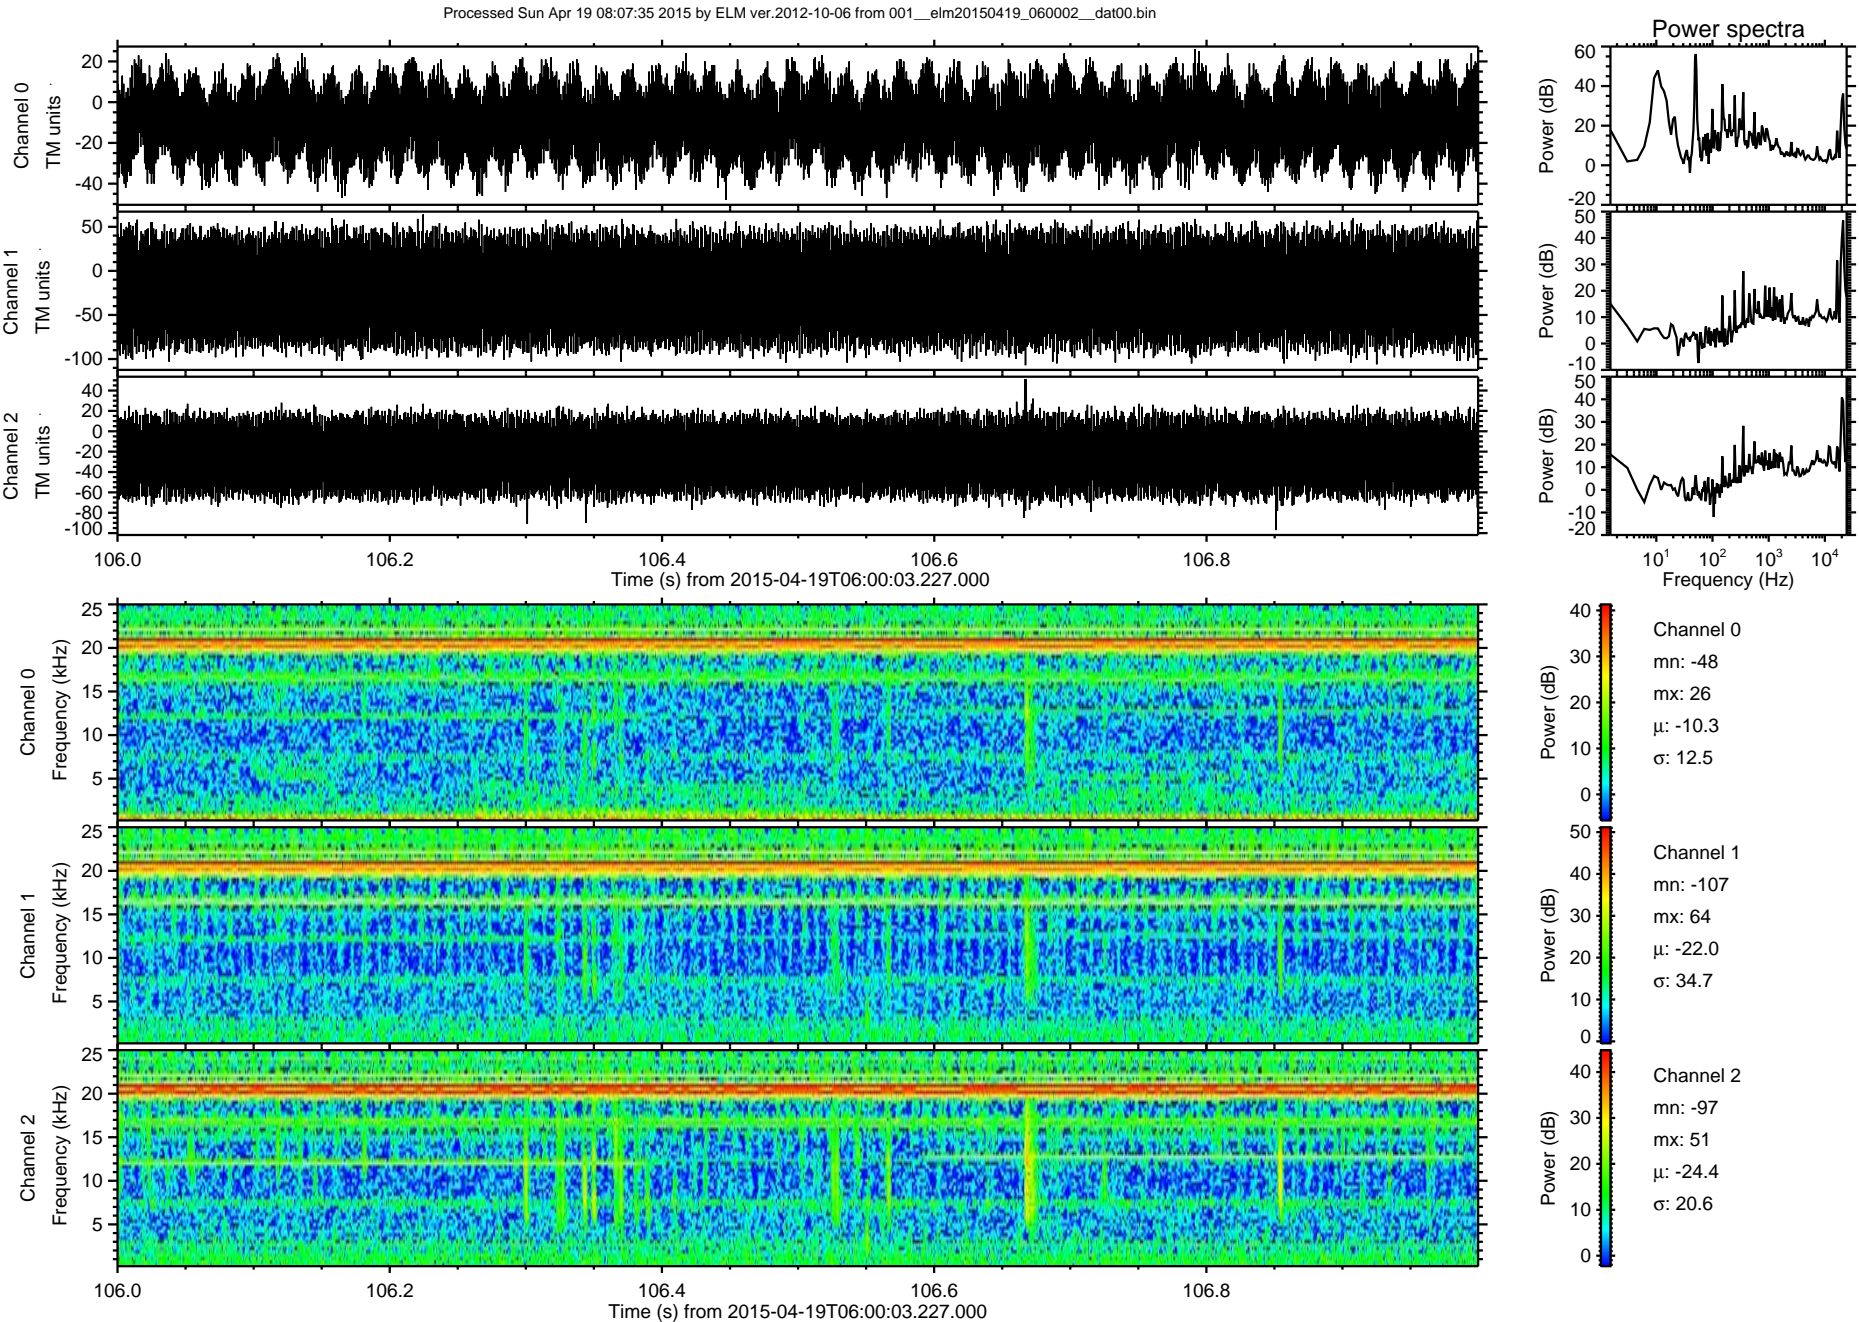 Processed Sun Apr 19 08:07:35 2015 by ELM ver.2012-10-06 from 001__elm20150419_060002__dat00.bin
Power spectra
Channel 0
TM units
20
0
-20
-40
Power (dB)
60
40
20
0
-20
Channel 1
TM units
50
0
-50
-100
Power (dB)
50
40
30
20
10
0
-10
Channel 2
TM units
40
20
0
-20
-40
-60
-80
-100
Power (dB)
50
40
30
20
10
0
-10
-20
106.0 106.2 106.4 106.6 106.8
Time (s) from 2015-04-19T06:00:03.227.000
10^1 10^2 10^3 10^4
Frequency (Hz)
Channel 0
Frequency (kHz)
25
20
15
10
5
Power (dB)
40
30
20
10
0
Channel 0
mn: -48
mx: 26
μ: -10.3
σ: 12.5
Channel 1
Frequency (kHz)
25
20
15
10
5
Power (dB)
50
40
30
20
10
0
Channel 1
mn: -107
mx: 64
μ: -22.0
σ: 34.7
Channel 2
Frequency (kHz)
25
20
15
10
5
Power (dB)
40
30
20
10
0
Channel 2
mn: -97
mx: 51
μ: -24.4
σ: 20.6
106.0 106.2 106.4 106.6 106.8
Time (s) from 2015-04-19T06:00:03.227.000